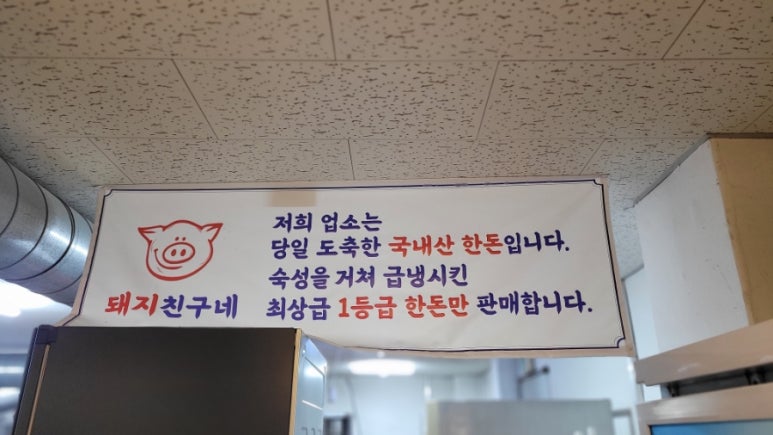 돼지친구네
저희 업소는
당일 도축한 국내산 한돈입니다.
숙성을 거쳐 급냉시킨
최상급 1등급 한돈만 판매합니다.